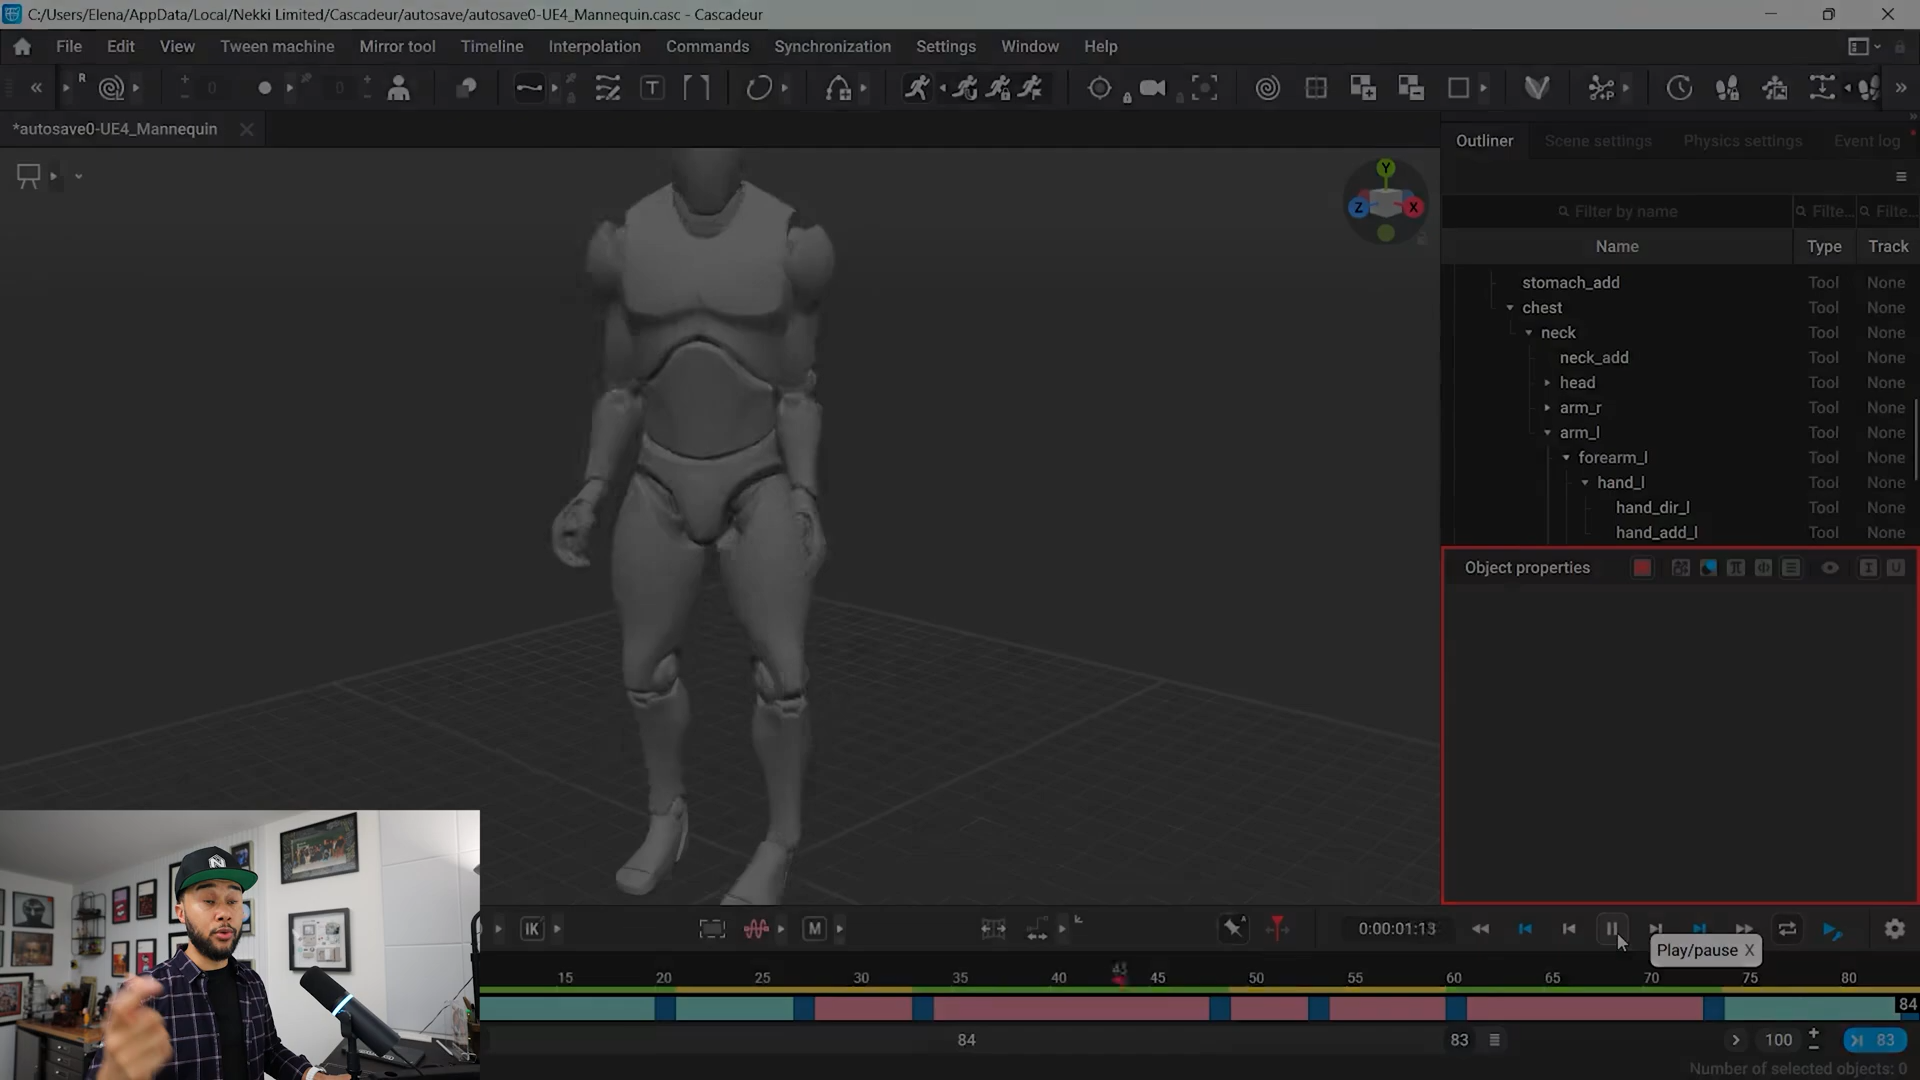 C:/Users/Elena/AppData/Local/Nekki Limited/Cascadeur/autosave/autosave0-UE4_Mannequin.casc - Cascadeur
File Edit View Tween machine Mirror tool Timeline Interpolation Commands Synchronization Settings Window Help
R 0 0 T
*autosave0-UE4_Mannequin
Outliner Scene settings Physics settings Event log
Y
Z X
Filter by name Filte... Filte...
Name Type Track
stomach_add Tool None
chest Tool None
neck Tool None
neck_add Tool None
head Tool None
arm_r Tool None
arm_l Tool None
forearm_l Tool None
hand_l Tool None
hand_dir_l Tool None
hand_add_l Tool None
Object properties I U
IK M A 0:00:01:13
Play/pause X
15 20 25 30 35 40 43 45 50 55 60 65 70 75 80
84
84 83 100 83
Number of selected objects: 0